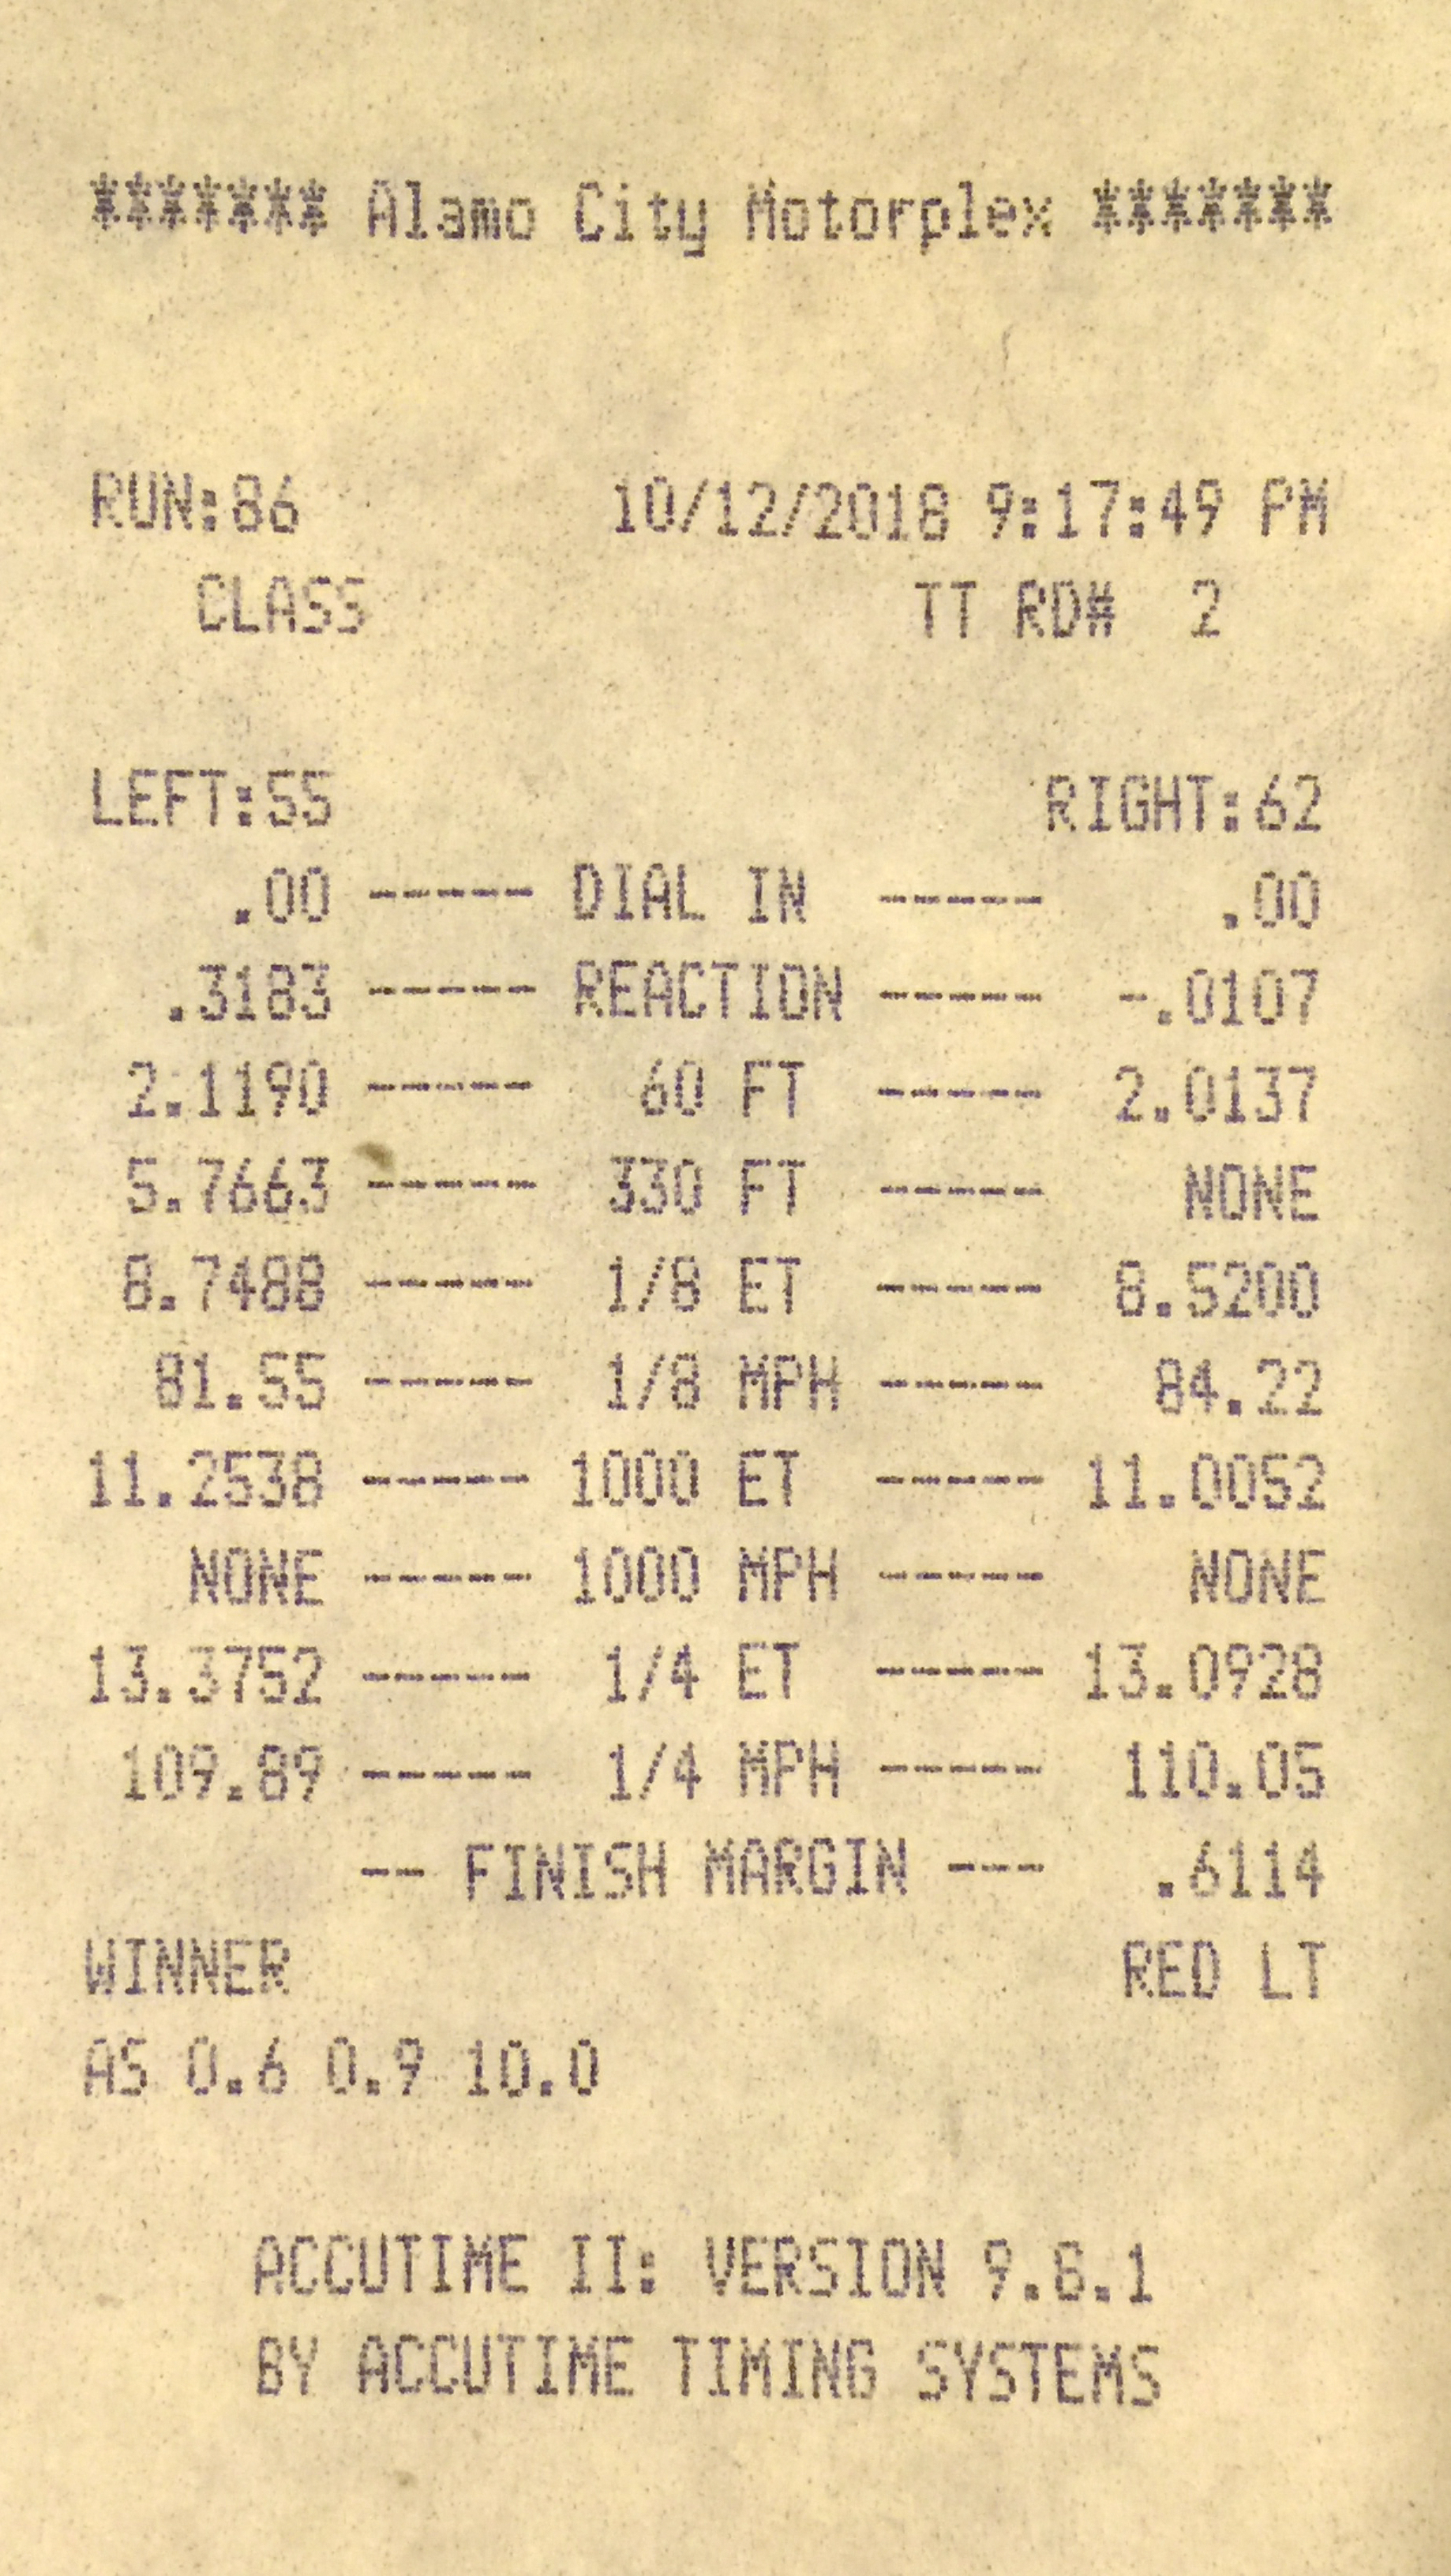 ******* Alamo City Motorplex *******
RUN:86 10/12/2018 9:17:49 PM
CLASS TT RD# 2
LEFT:55 RIGHT:62
.00 ----- DIAL IN ----- .00
.3183 ----- REACTION ----- -.0107
2.1190 ----- 60 FT ----- 2.0137
5.7663 ----- 330 FT ----- NONE
8.7488 ----- 1/8 ET ----- 8.5200
81.55 ----- 1/8 MPH ----- 84.22
11.2538 ----- 1000 ET ----- 11.0052
NONE ----- 1000 MPH ----- NONE
13.3752 ----- 1/4 ET ----- 13.0928
109.89 ----- 1/4 MPH ----- 110.05
-- FINISH MARGIN --- .6114
WINNER RED LT
AS 0.6 0.9 10.0
ACCUTIME II: VERSION 9.6.1
BY ACCUTIME TIMING SYSTEMS